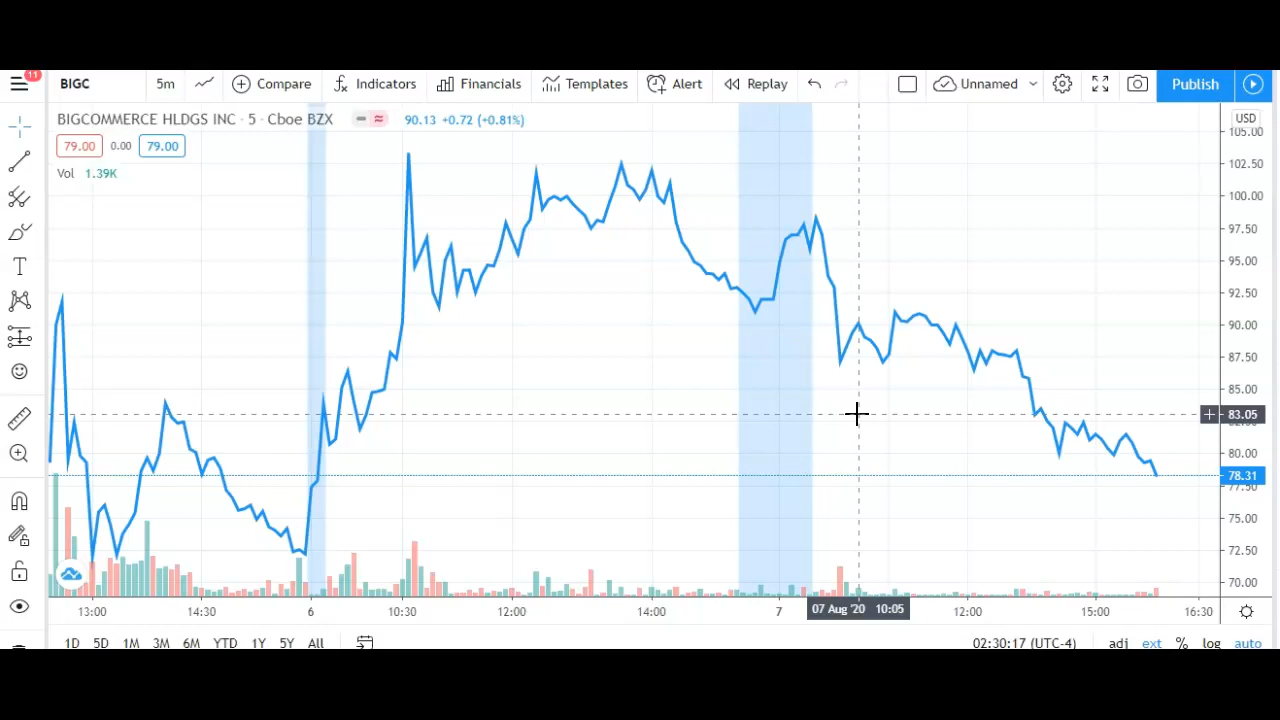 11
BIGC 5m Compare Indicators Financials Templates Alert Replay Unnamed Publish
BIGCOMMERCE HLDGS INC · 5 · Cboe BZX 90.13 +0.72 (+0.81%)
USD
79.00 0.00 79.00
Vol 1.39K
105.00
102.50
100.00
97.50
95.00
92.50
90.00
87.50
85.00
83.05
80.00
78.31
77.50
75.00
72.50
70.00
13:00 14:30 6 10:30 12:00 14:00 7 07 Aug '20 10:05 12:00 15:00 16:30
1D 5D 1M 3M 6M YTD 1Y 5Y All 02:30:17 (UTC-4) adj ext % log auto